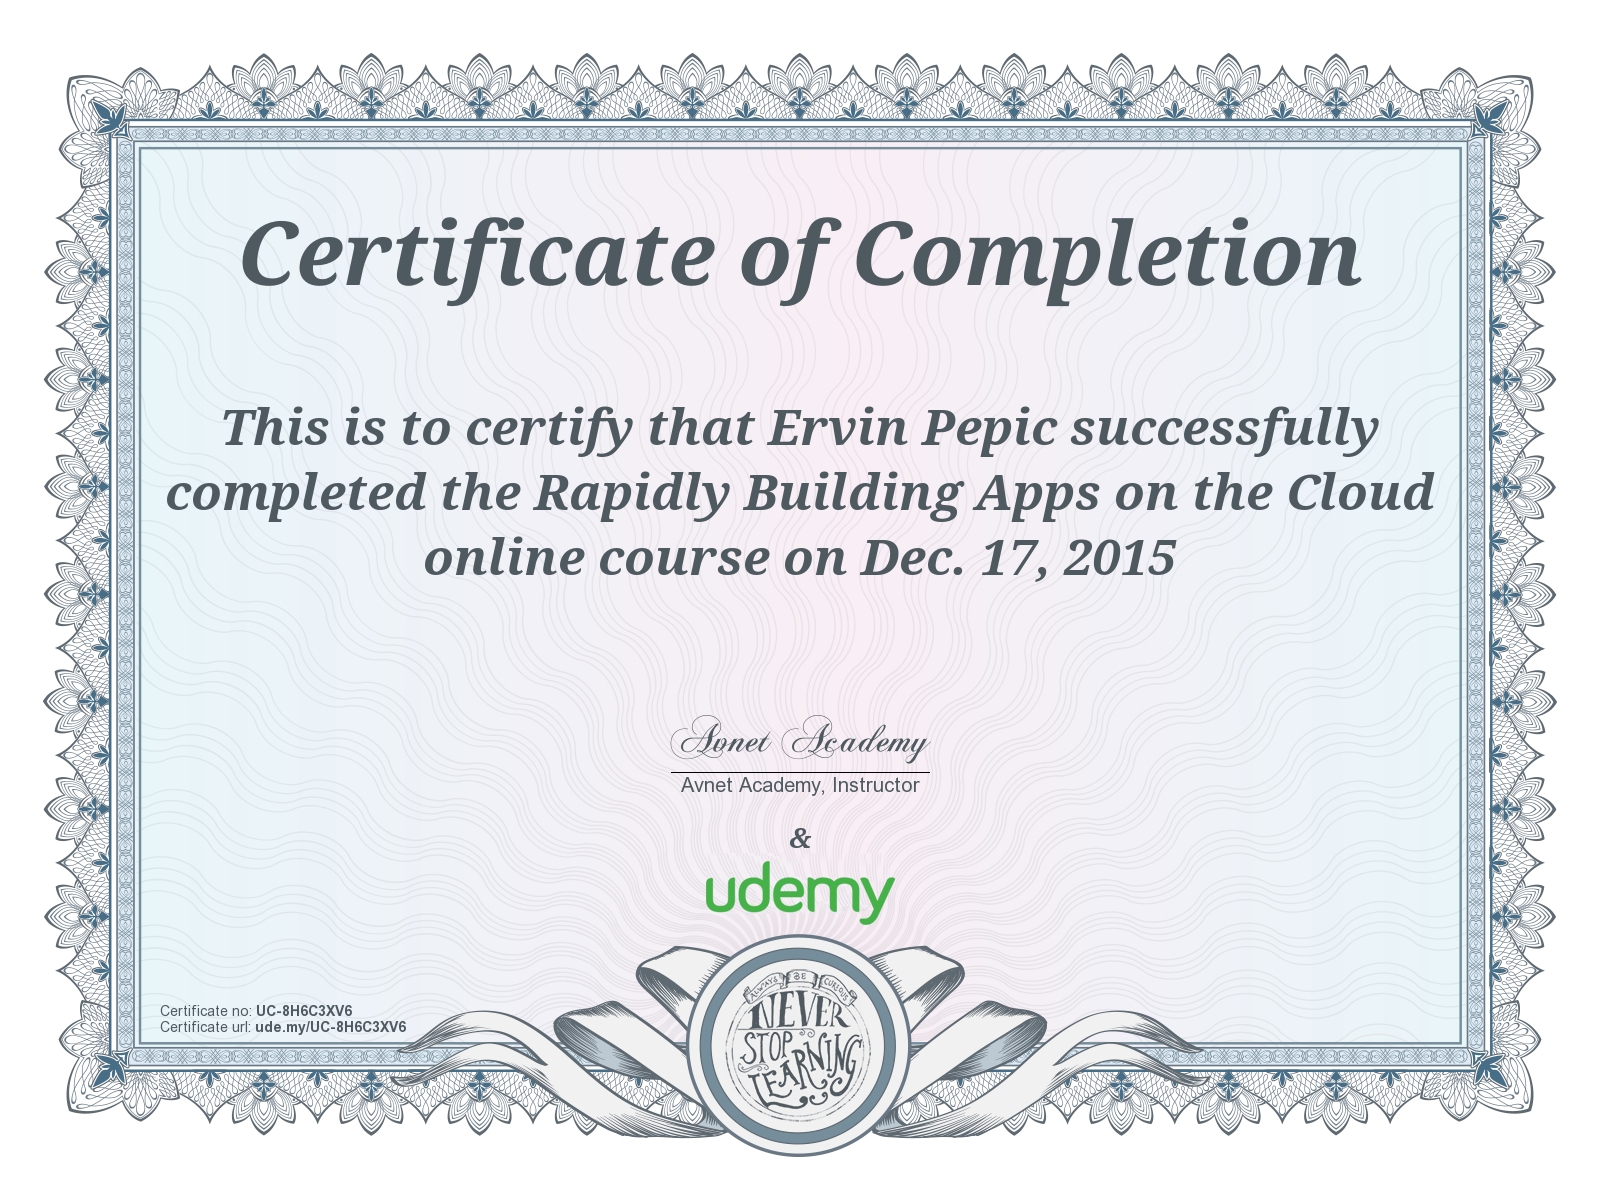 Certificate of Completion
This is to certify that Ervin Pepic successfully
completed the Rapidly Building Apps on the Cloud
online course on Dec. 17, 2015
Avnet Academy
Avnet Academy, Instructor
&
udemy
Certificate no: UC-8H6C3XV6
Certificate url: ude.my/UC-8H6C3XV6
ALWAYS BE CURIOUS
NEVER
STOP
LEARNING